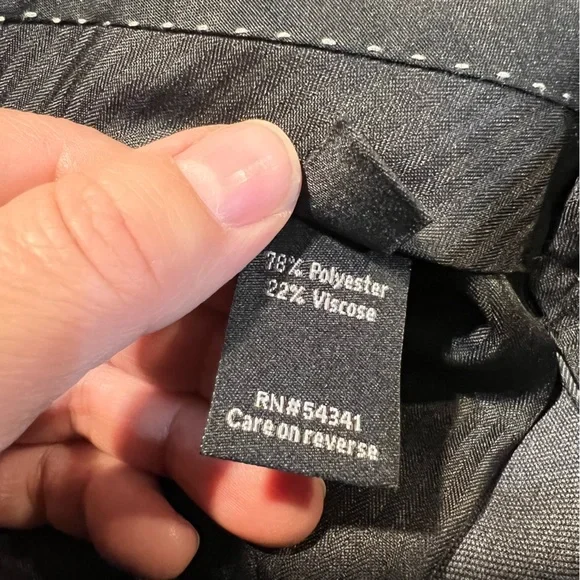 78% Polyester
22% Viscose
RN#54341
Care on reverse